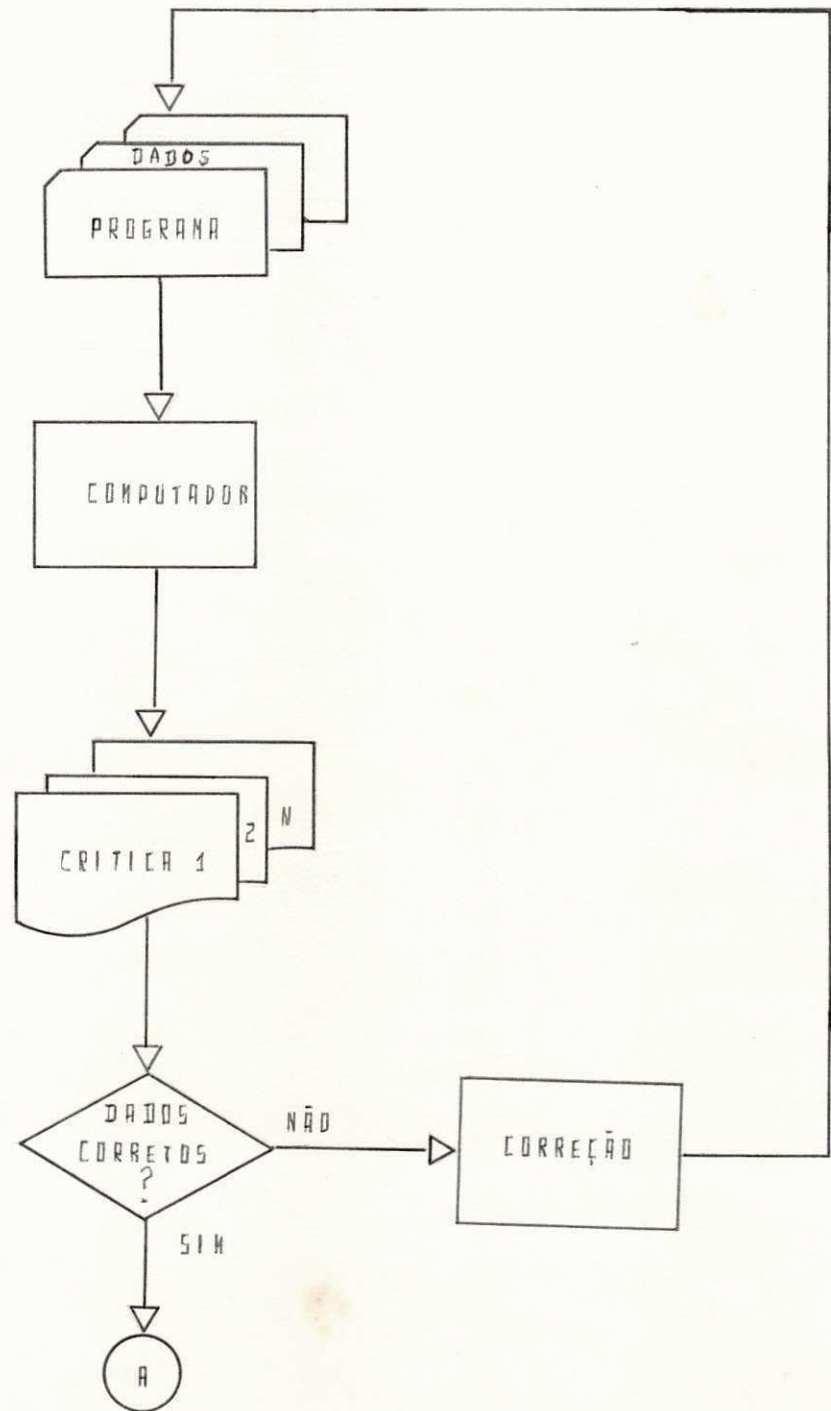 DADOS
PROGRAMA
COMPUTADOR
N
2
CRITICA 1
DADOS
CORRETOS
?
NÃO
CORREÇÃO
SIM
A